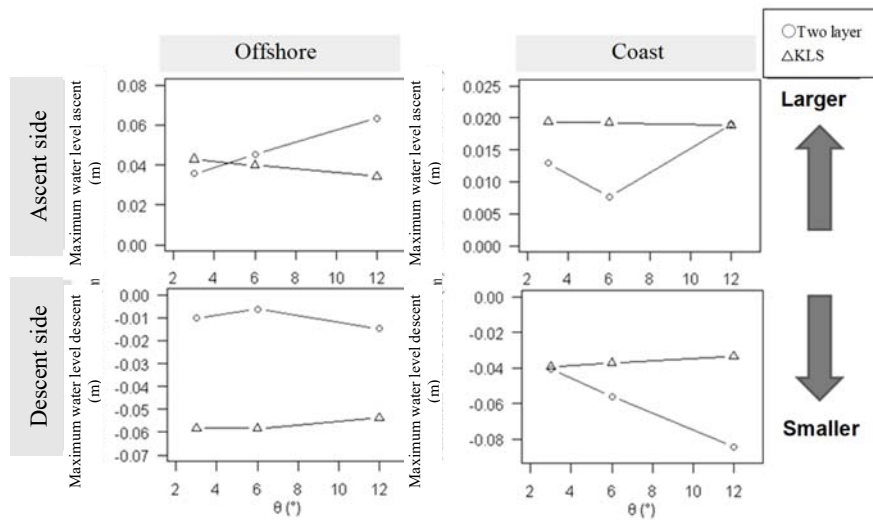 ○Two layer
△KLS
Offshore
Coast
Ascent side
Maximum water level ascent
(m)
0.08
0.06
0.04
0.02
0.00
2 4 6 8 10 12
Maximum water level ascent
(m)
0.025
0.020
0.015
0.010
0.005
0.000
2 4 6 8 10 12
Larger
Descent side
Maximum water level descent
(m)
0.00
-0.01
-0.02
-0.03
-0.04
-0.05
-0.06
-0.07
2 4 6 8 10 12
θ (°)
Maximum water level descent
(m)
0.00
-0.02
-0.04
-0.06
-0.08
2 4 6 8 10 12
θ (°)
Smaller